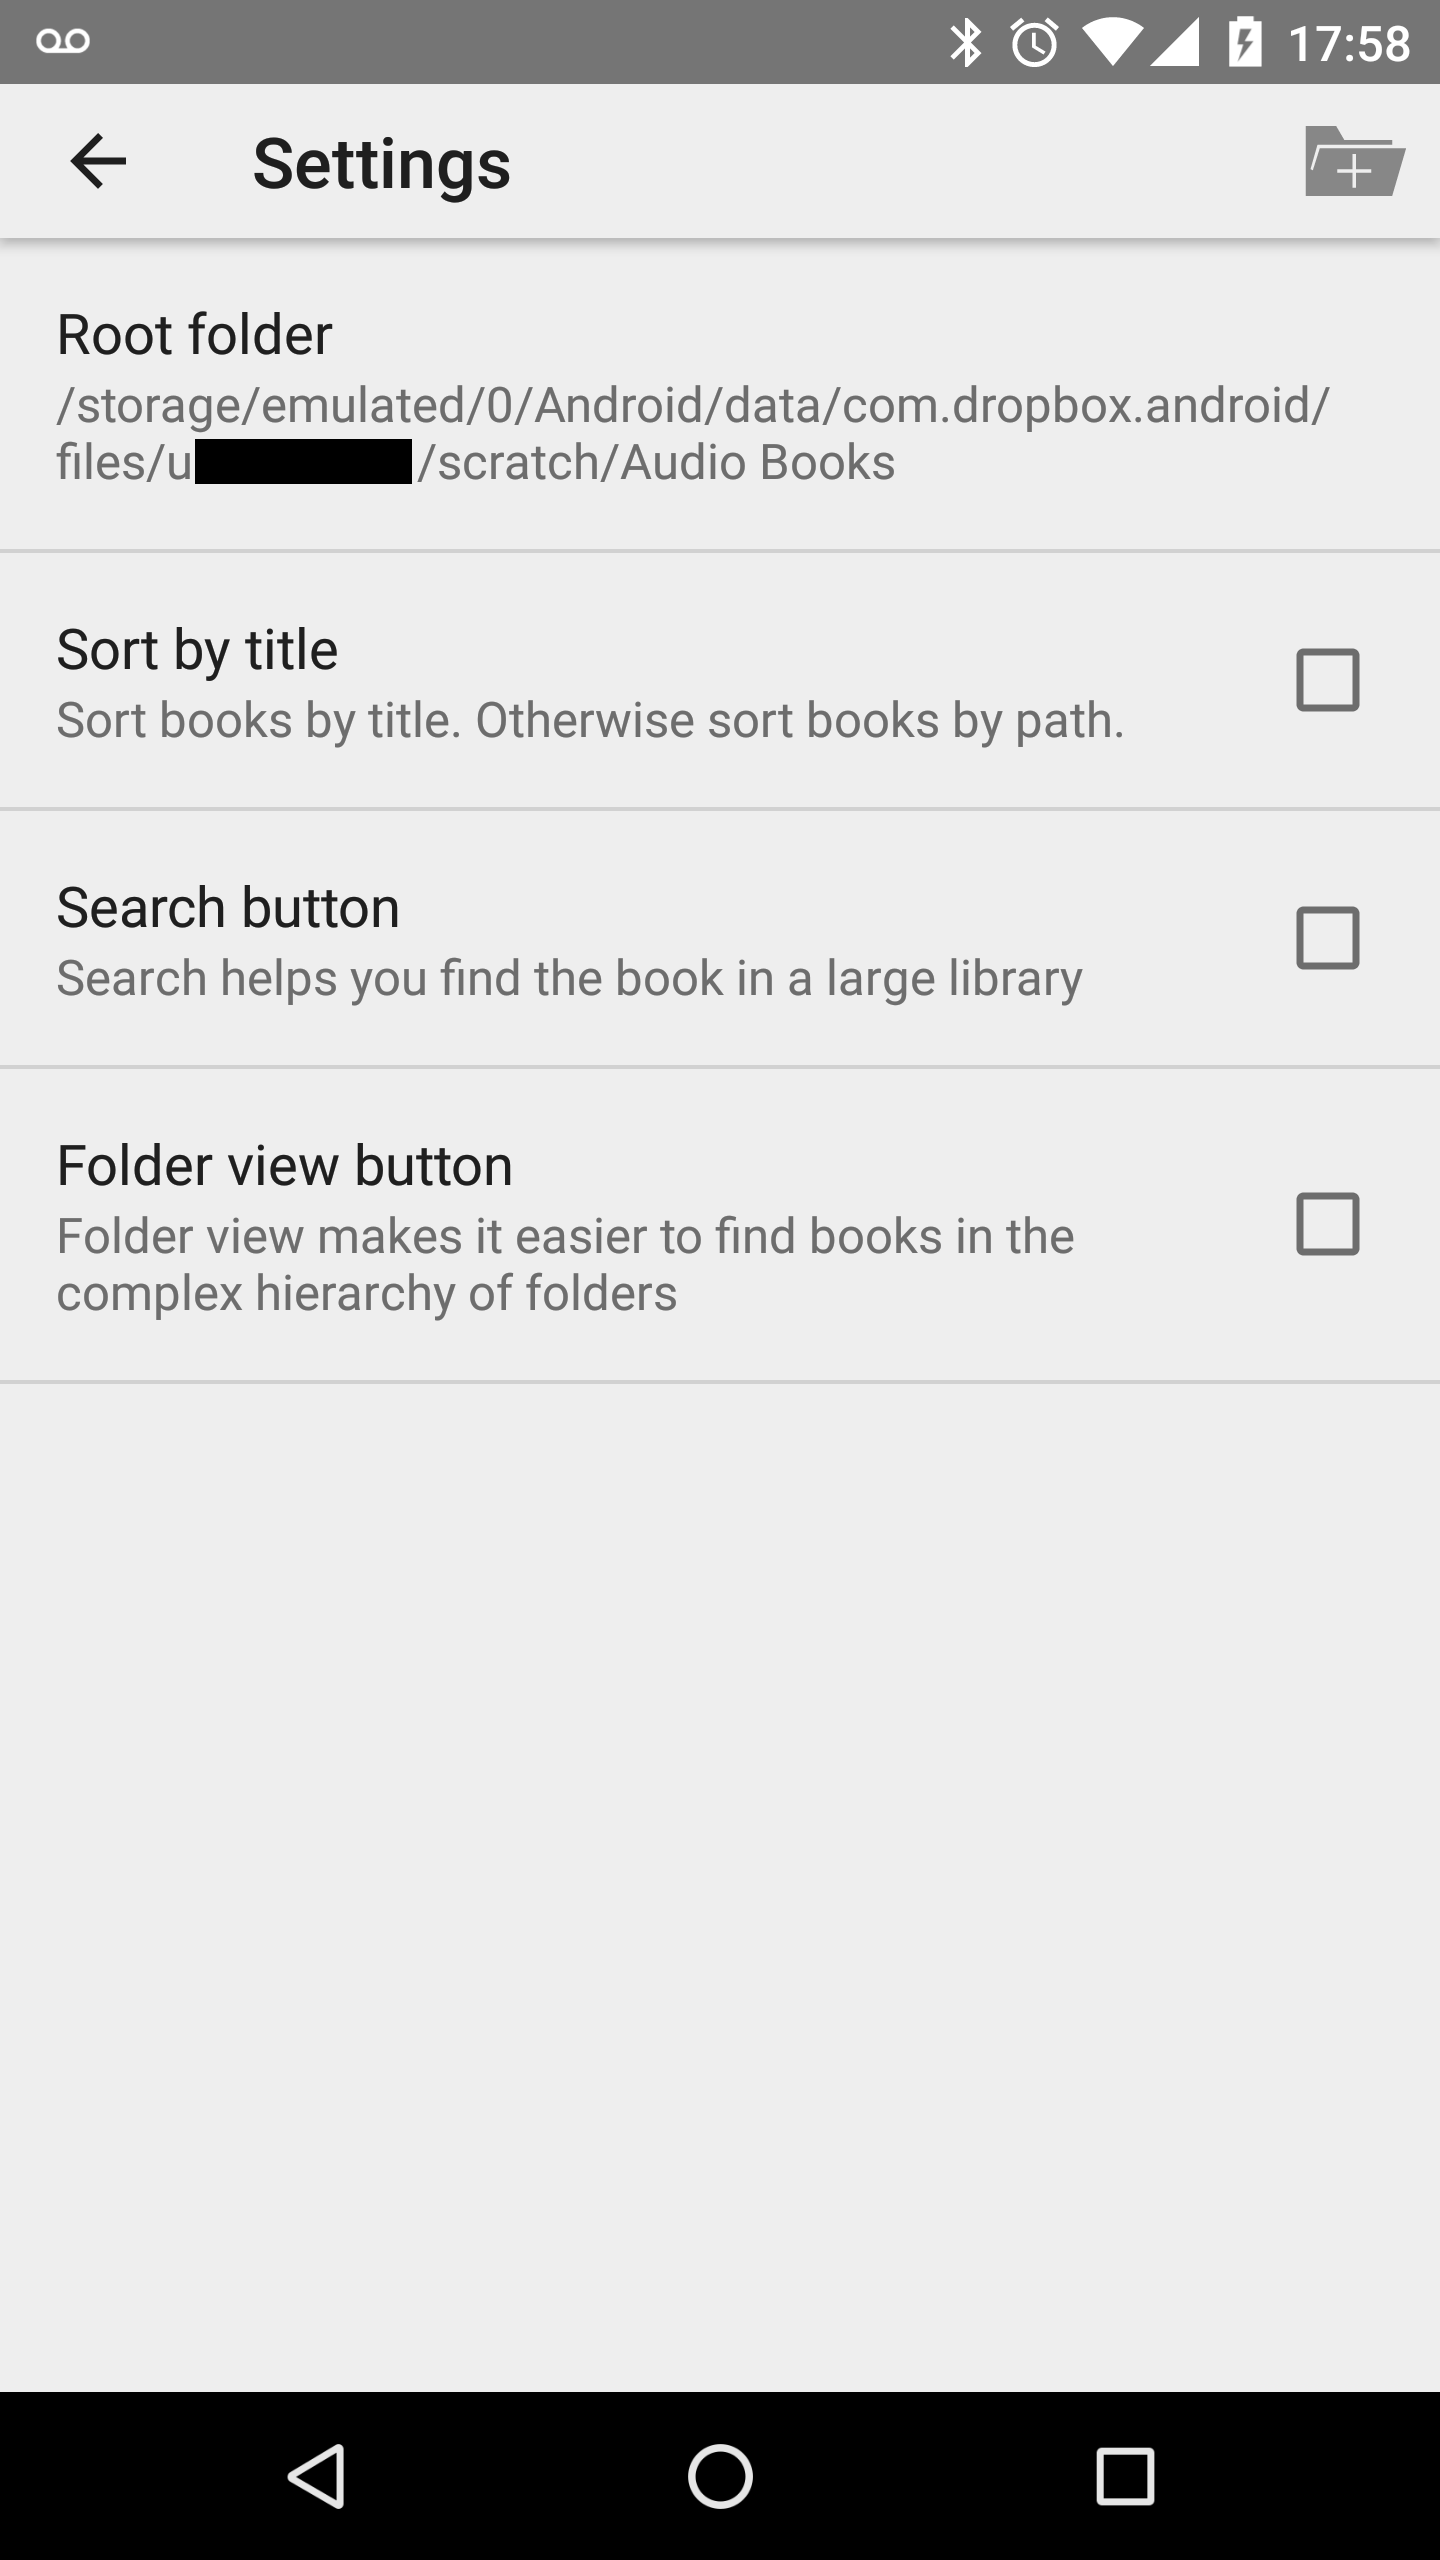 17:58
Settings
Root folder
/storage/emulated/0/Android/data/com.dropbox.android/
files/u /scratch/Audio Books
Sort by title
Sort books by title. Otherwise sort books by path.
Search button
Search helps you find the book in a large library
Folder view button
Folder view makes it easier to find books in the
complex hierarchy of folders